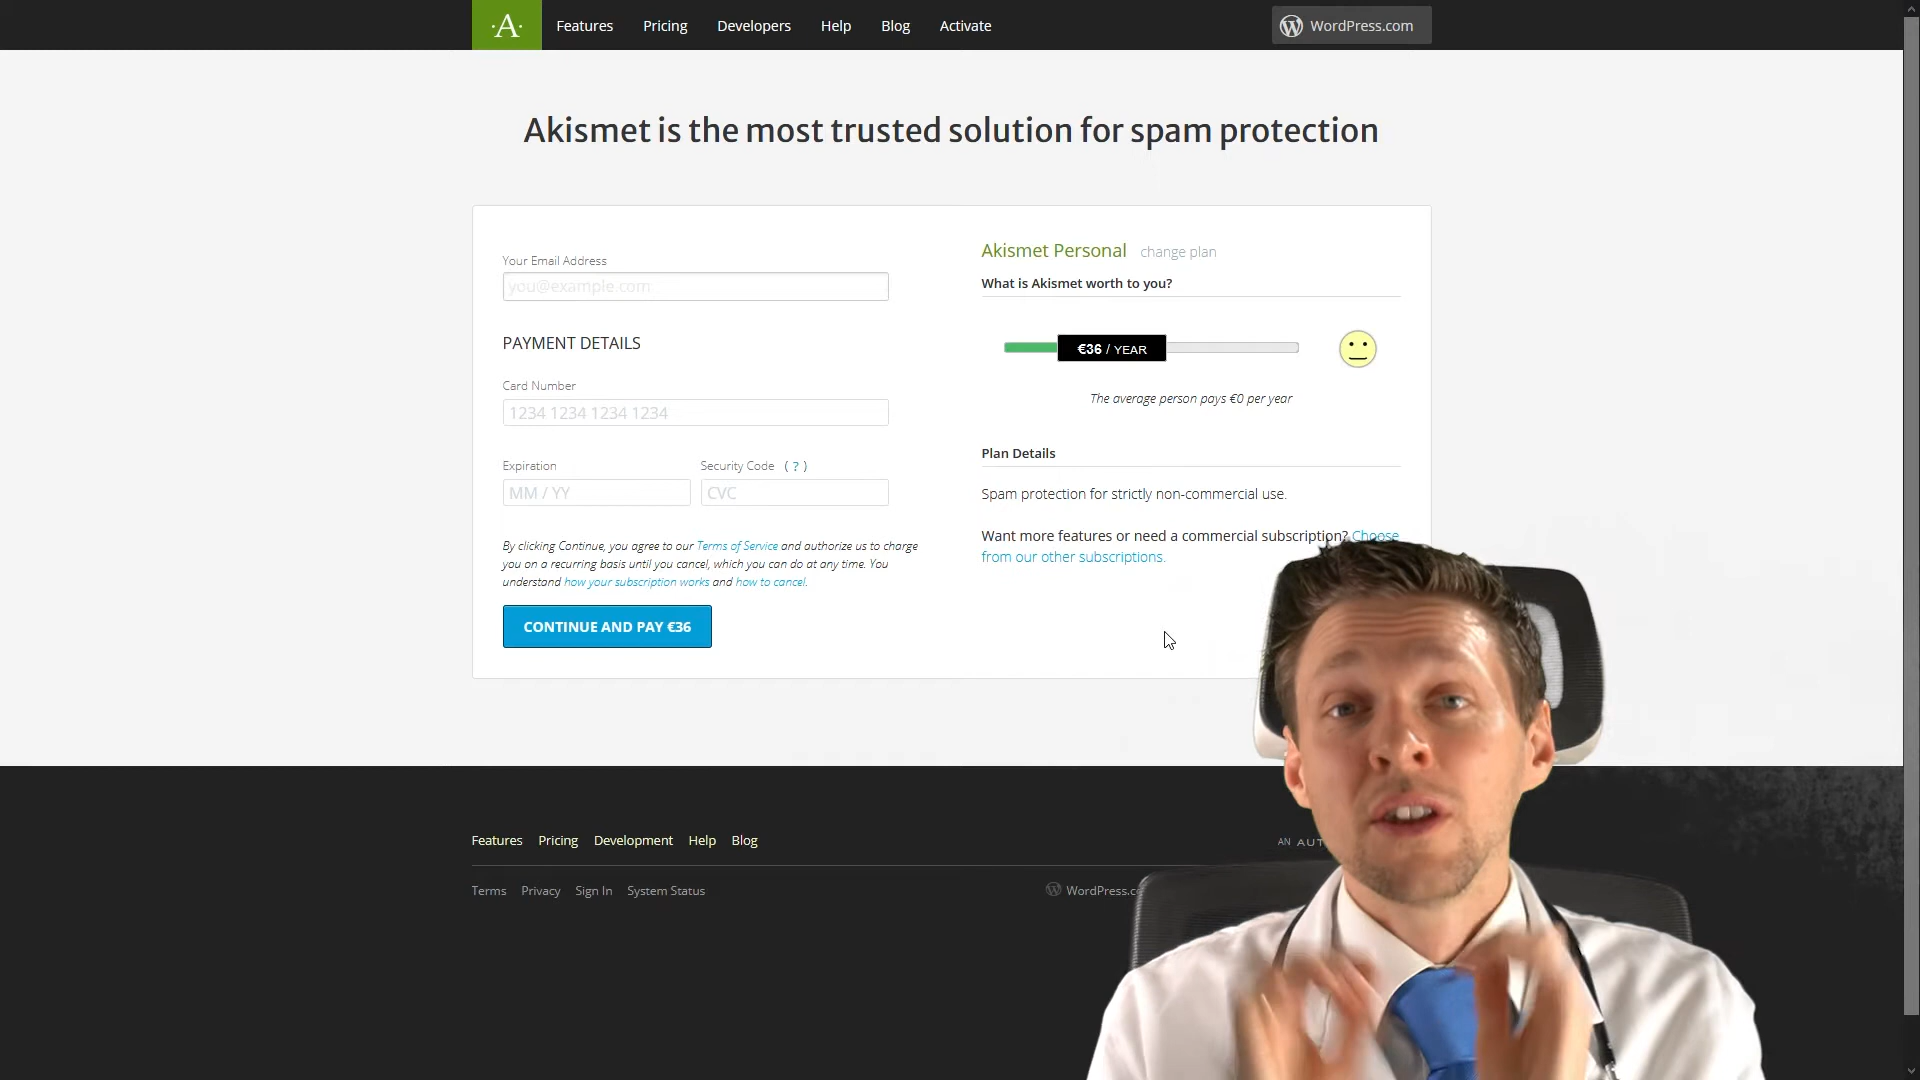 ·A·
Features
Pricing
Developers
Help
Blog
Activate
WordPress.com
Akismet is the most trusted solution for spam protection
Your Email Address
you@example.com
PAYMENT DETAILS
Card Number
1234 1234 1234 1234
Expiration
Security Code ( ? )
MM / YY
CVC
By clicking Continue, you agree to our Terms of Service and authorize us to charge
you on a recurring basis until you cancel, which you can do at any time. You
understand how your subscription works and how to cancel.
CONTINUE AND PAY €36
Akismet Personal change plan
What is Akismet worth to you?
€36 / YEAR
The average person pays €0 per year
Plan Details
Spam protection for strictly non-commercial use.
Want more features or need a commercial subscription? Choose
from our other subscriptions.
Features
Pricing
Development
Help
Blog
AN
Terms
Privacy
Sign In
System Status